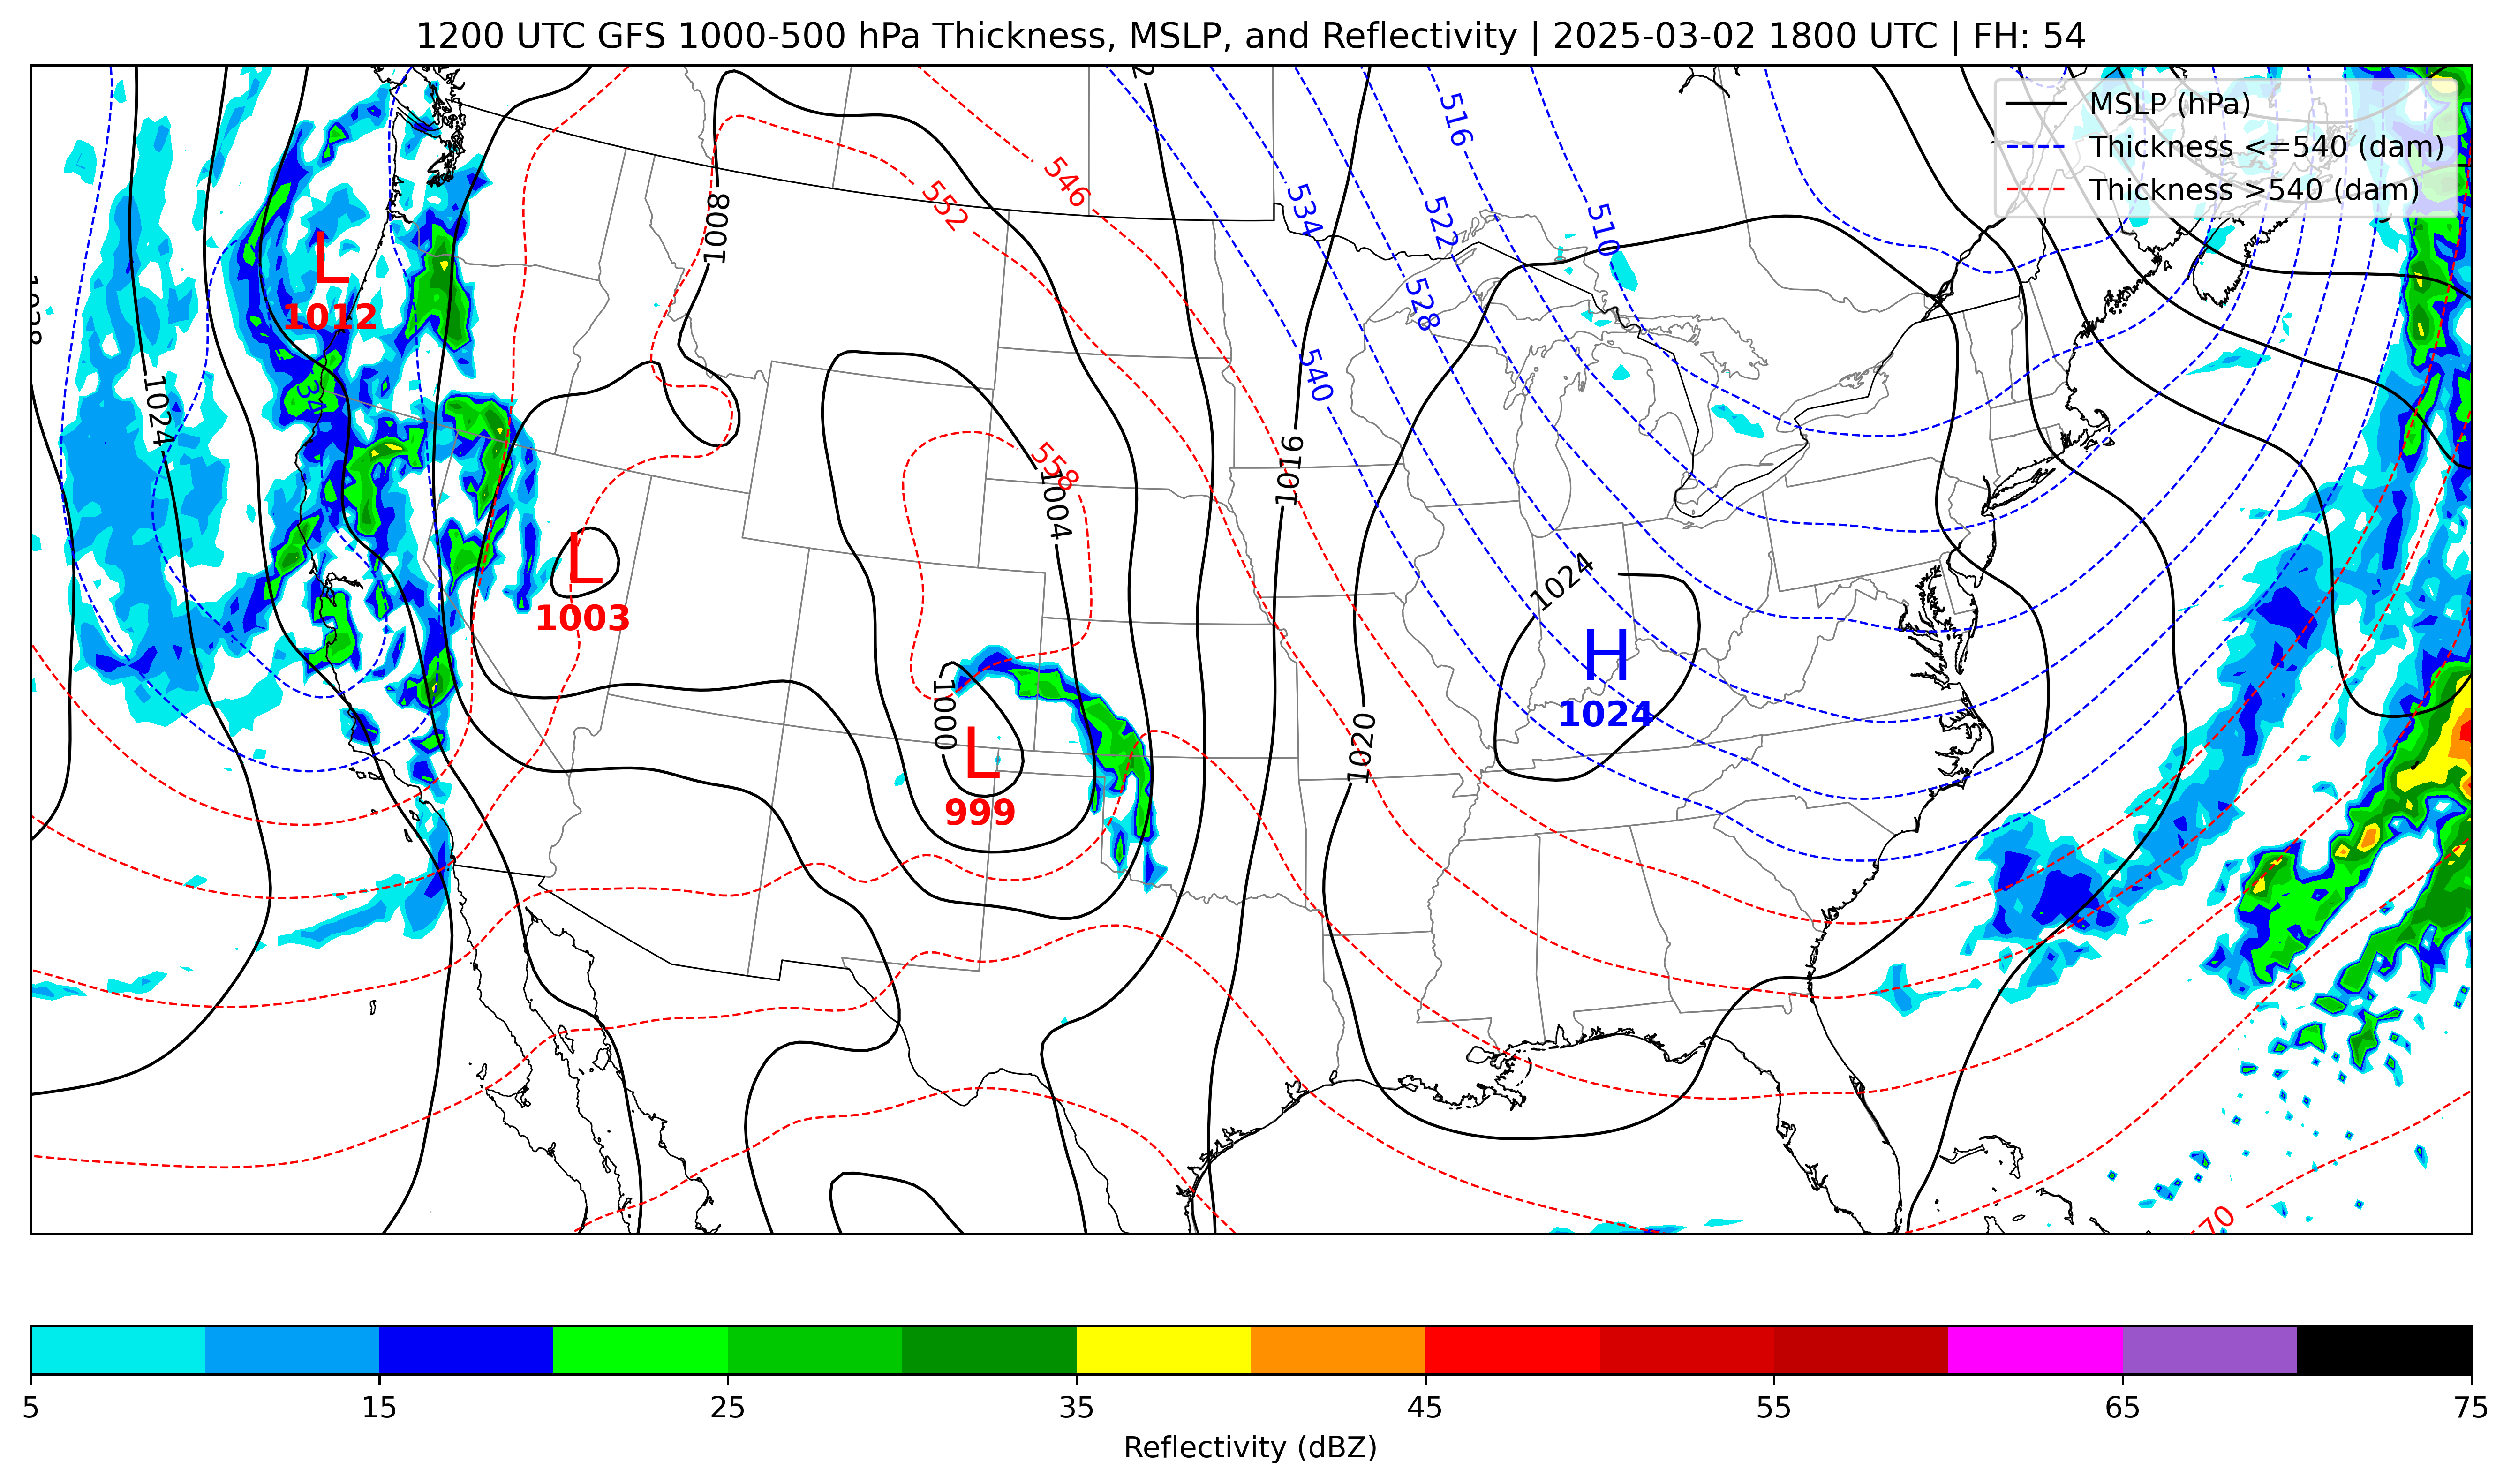 1200 UTC GFS 1000-500 hPa Thickness, MSLP, and Reflectivity | 2025-03-02 1800 UTC | FH: 54
MSLP (hPa)
Thickness <=540 (dam)
Thickness >540 (dam)
516
546
552
534
522
510
1008
L
1012
528
540
1024
558
1004
1016
L
1003
1024
H
1024
1000
L
999
1020
5 15 25 35 45 55 65 75
Reflectivity (dBZ)